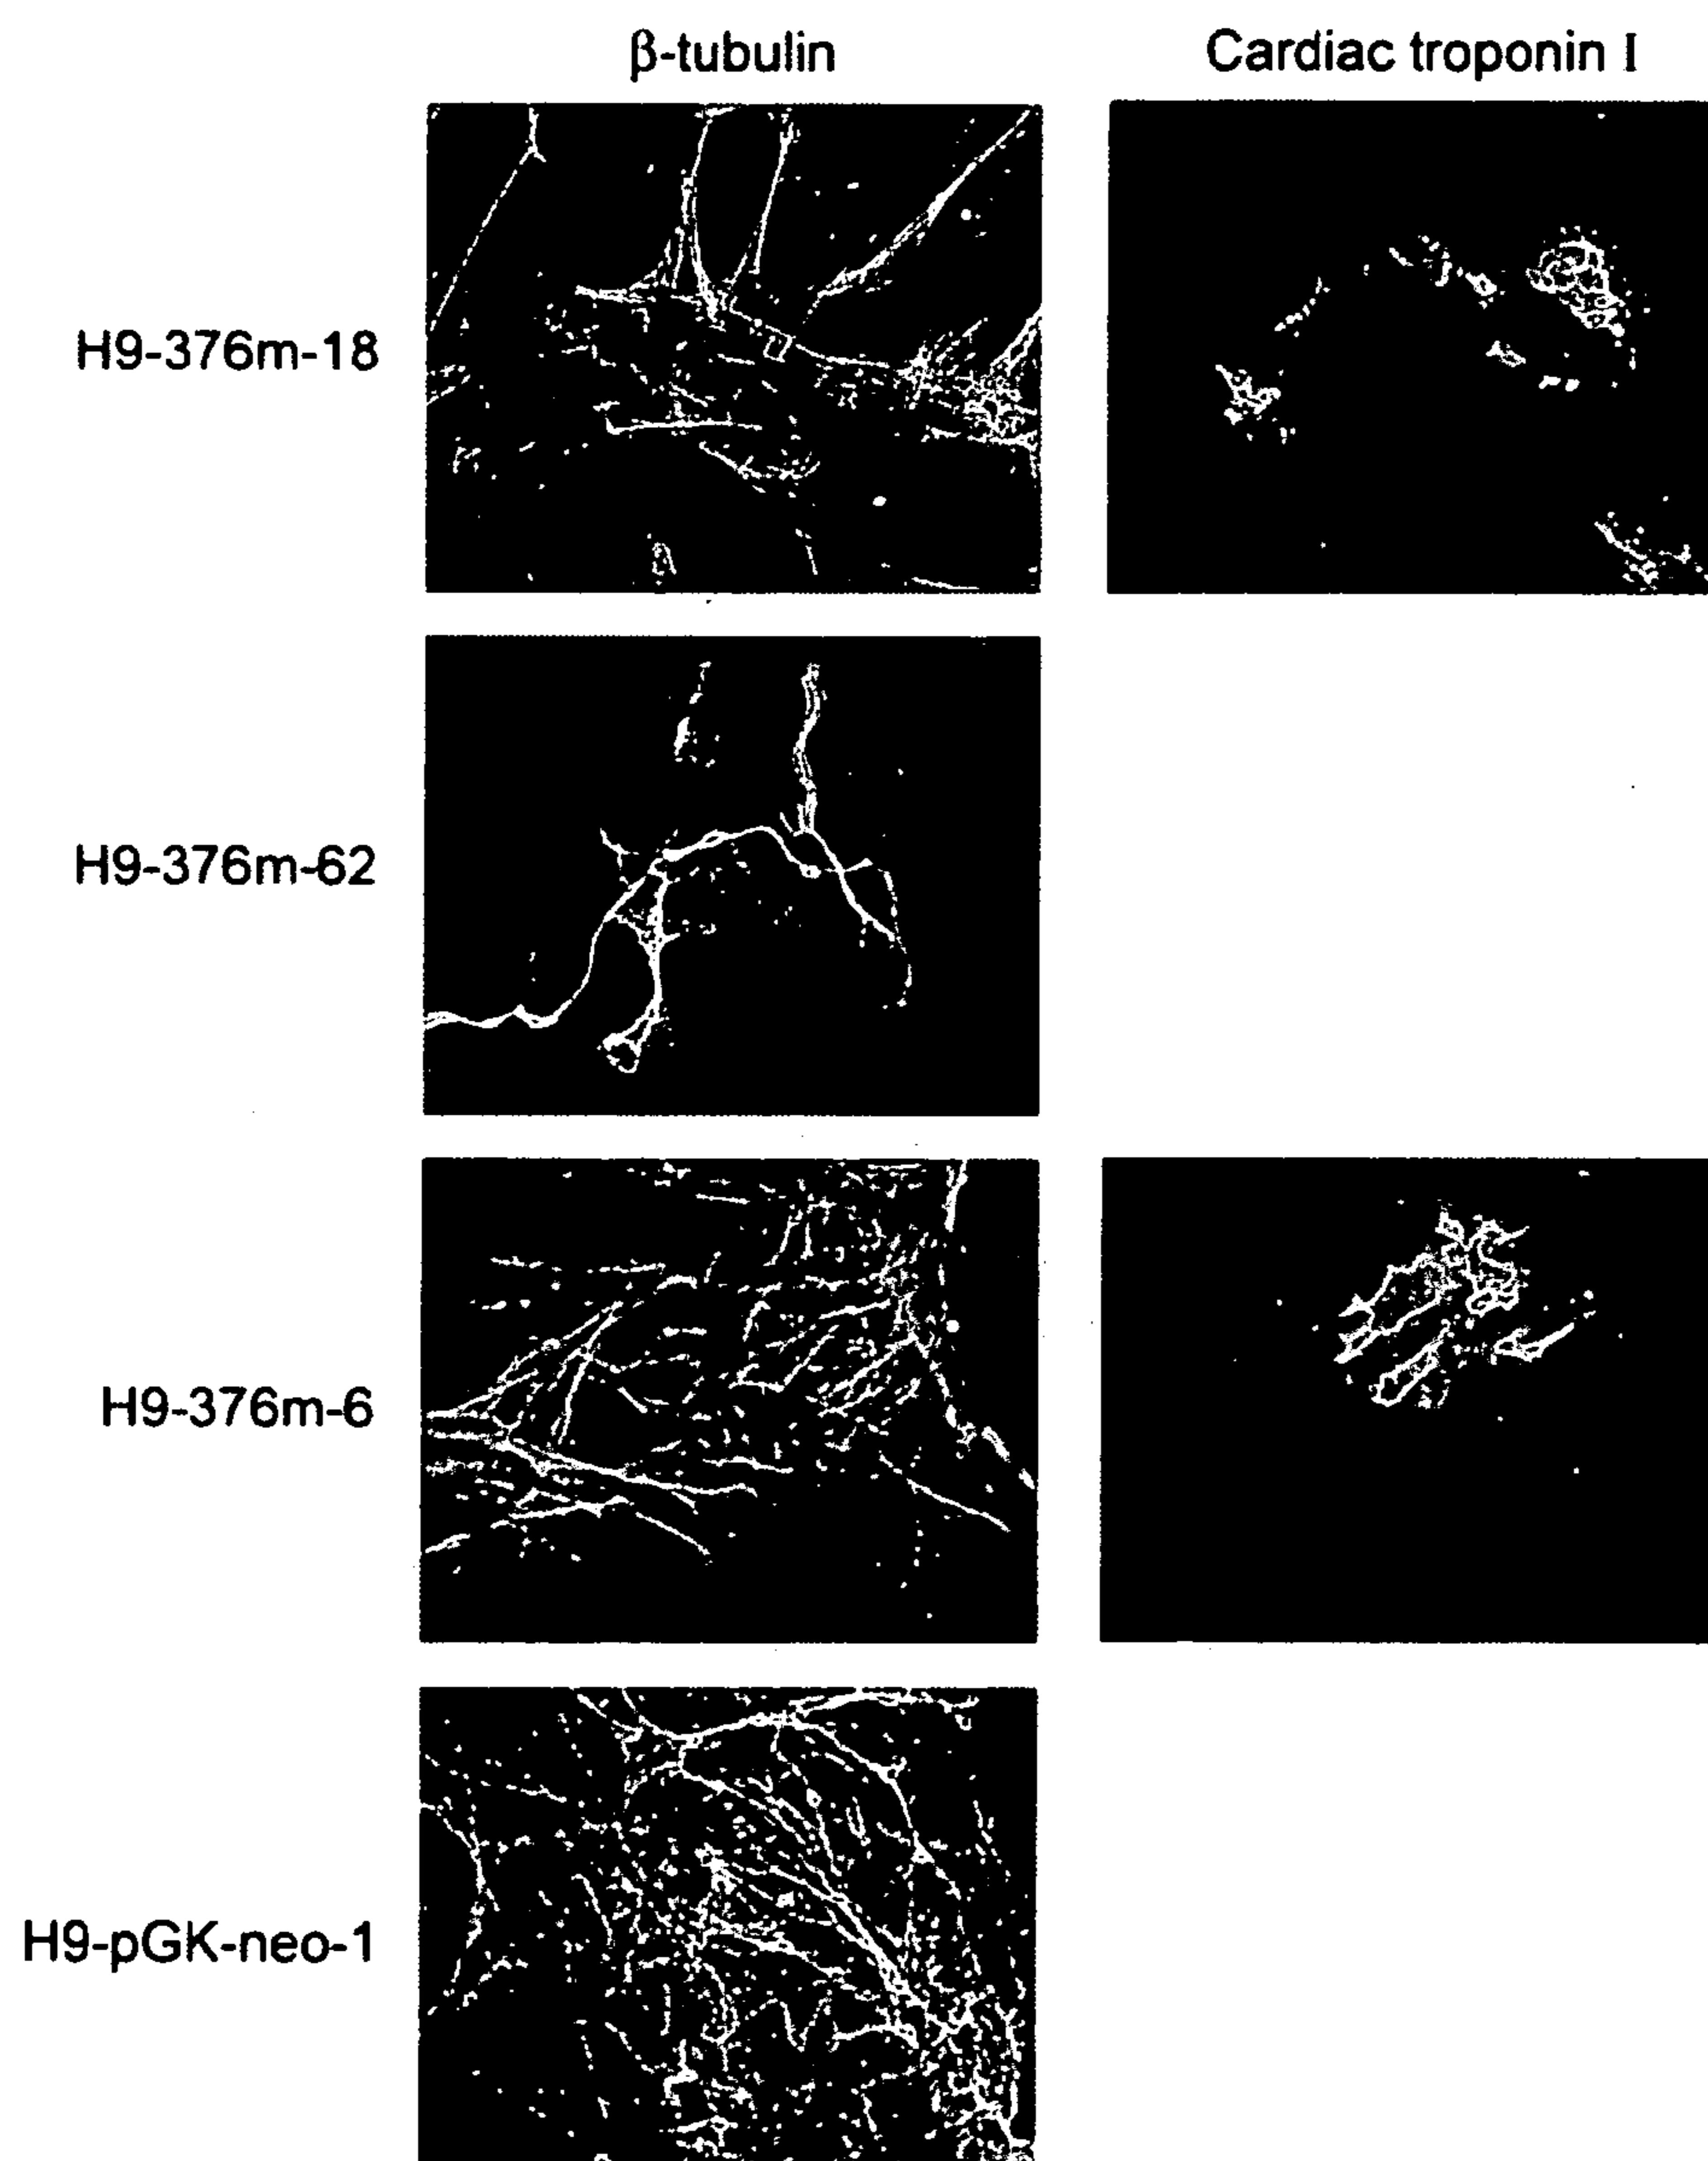 β-tubulin
Cardiac troponin I
H9-376m-18
H9-376m-62
H9-376m-6
H9-pGK-neo-1